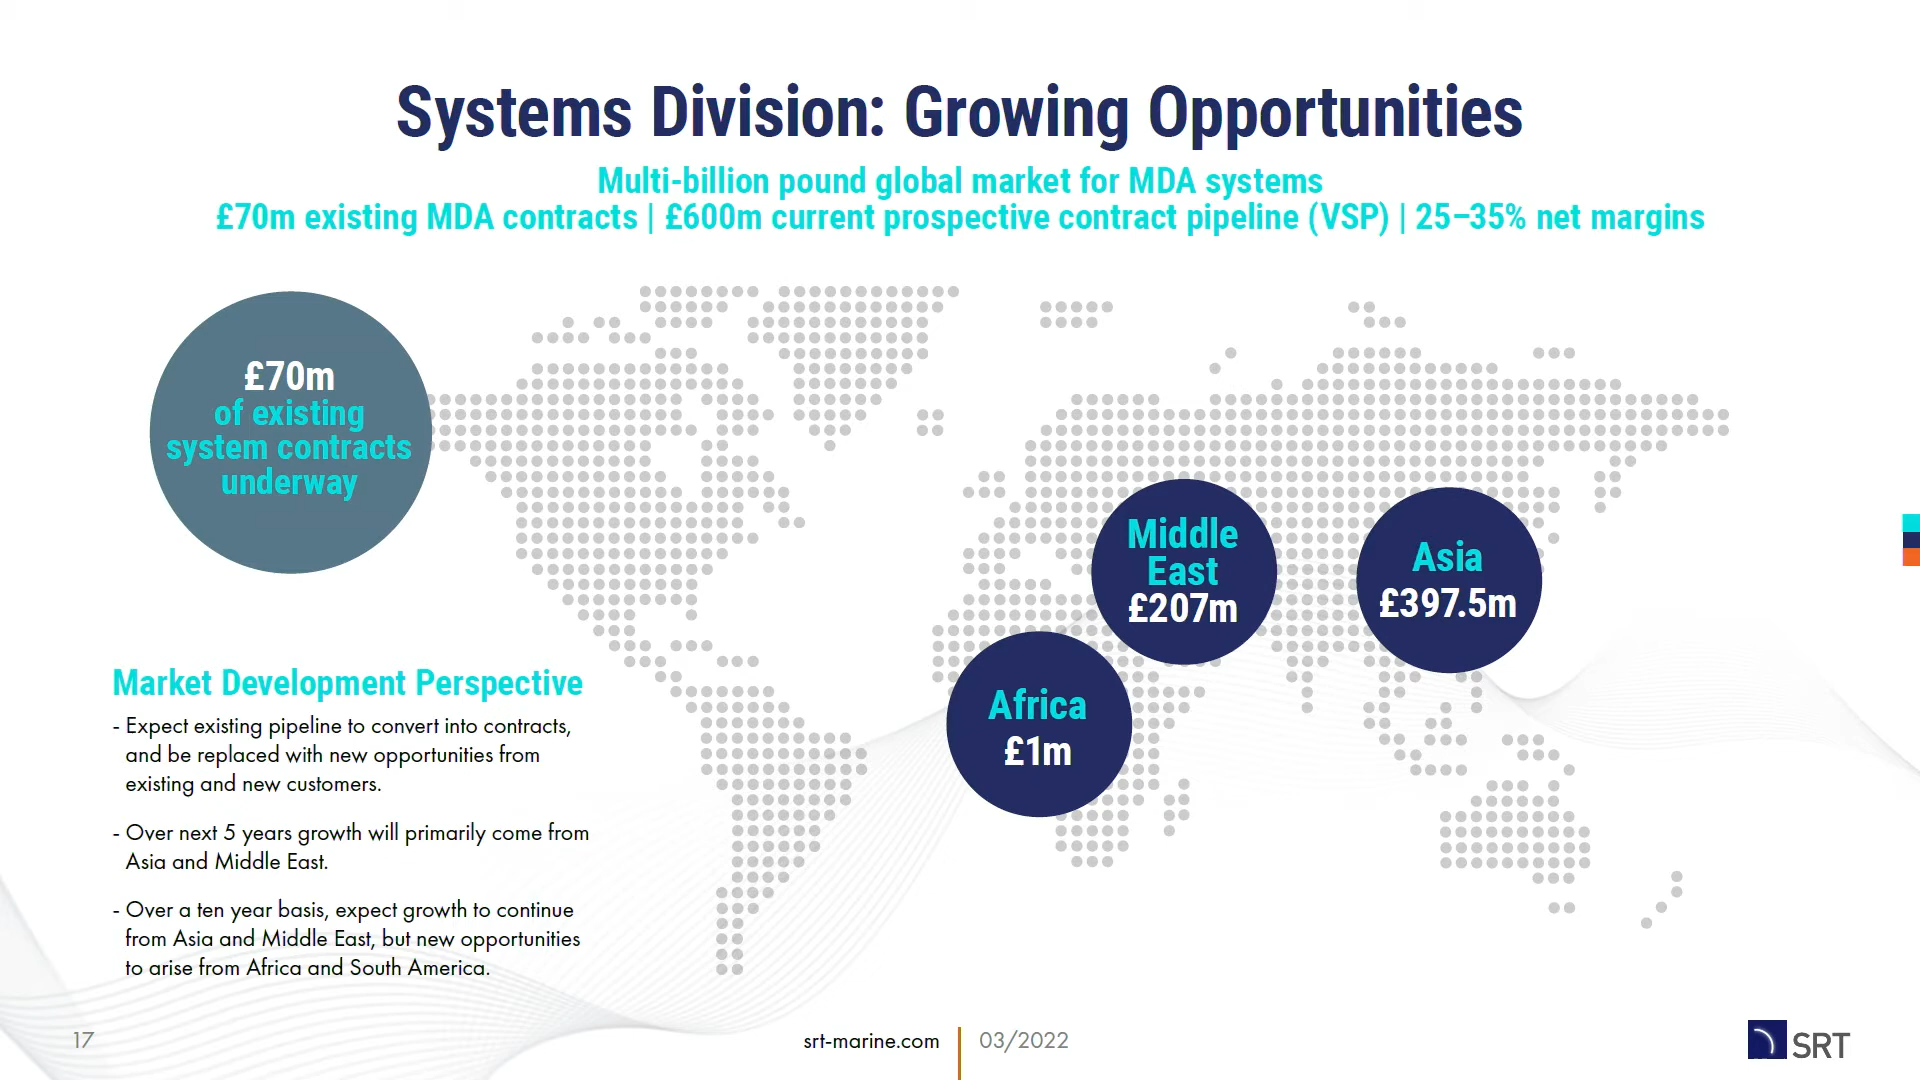 Systems Division: Growing Opportunities
Multi-billion pound global market for MDA systems
£70m existing MDA contracts | £600m current prospective contract pipeline (VSP) | 25–35% net margins
£70m
of existing
system contracts
underway
Middle
East
£207m
Asia
£397.5m
Africa
£1m
Market Development Perspective
- Expect existing pipeline to convert into contracts,
and be replaced with new opportunities from
existing and new customers.
- Over next 5 years growth will primarily come from
Asia and Middle East.
- Over a ten year basis, expect growth to continue
from Asia and Middle East, but new opportunities
to arise from Africa and South America.
17
srt-marine.com
03/2022
SRT